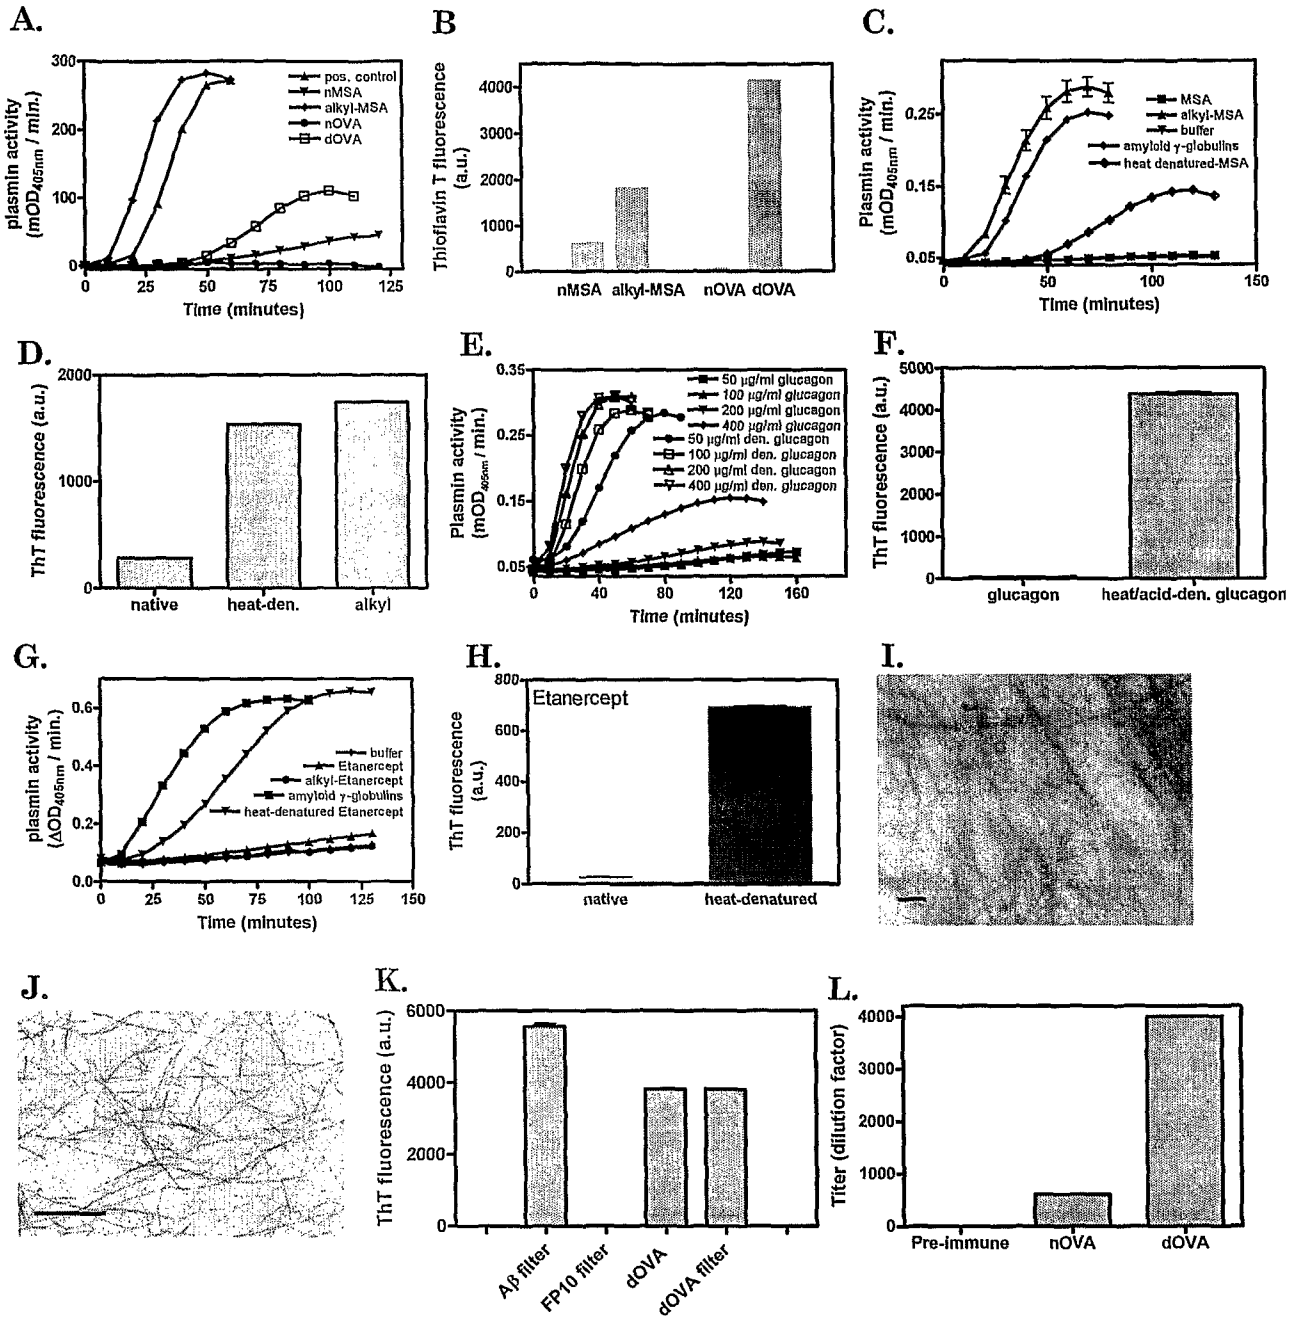 A.
plasmin activity
(mOD405nm / min.)
300
200
100
0
0 25 50 75 100 125
Time (minutes)
pos. control
nMSA
alkyl-MSA
nOVA
dOVA
B
Thioflavin T fluorescence
(a.u.)
4000
3000
2000
1000
0
nMSA alkyl-MSA nOVA dOVA
C.
Plasmin activity
(mOD405nm / min.)
0.25
0.15
0.05
0 50 100 150
Time (minutes)
MSA
alkyl-MSA
buffer
amyloid γ-globulins
heat denatured-MSA
D.
ThT fluorescence (a.u.)
2000
1000
0
native heat-den. alkyl
E.
Plasmin activity
(mOD405nm / min.)
0.35
0.25
0.15
0.05
0 40 80 120 160
Time (minutes)
50 µg/ml glucagon
100 µg/ml glucagon
200 µg/ml glucagon
400 µg/ml glucagon
50 µg/ml den. glucagon
100 µg/ml den. glucagon
200 µg/ml den. glucagon
400 µg/ml den. glucagon
F.
ThT fluorescence (a.u.)
5000
4000
3000
2000
1000
0
glucagon heat/acid-den. glucagon
G.
plasmin activity
(ΔOD405nm / min.)
0.6
0.4
0.2
0.0
0 25 50 75 100 125 150
Time (minutes)
buffer
Etanercept
alkyl-Etanercept
amyloid γ-globulins
heat-denatured Etanercept
H.
Etanercept
ThT fluorescence
(a.u.)
800
600
400
200
0
native heat-denatured
I.
J.
K.
ThT fluorescence (a.u.)
6000
4000
2000
0
Aβ filter
FP10 filter
dOVA
dOVA filter
L.
Titer (dilution factor)
4000
3000
2000
1000
0
Pre-immune nOVA dOVA